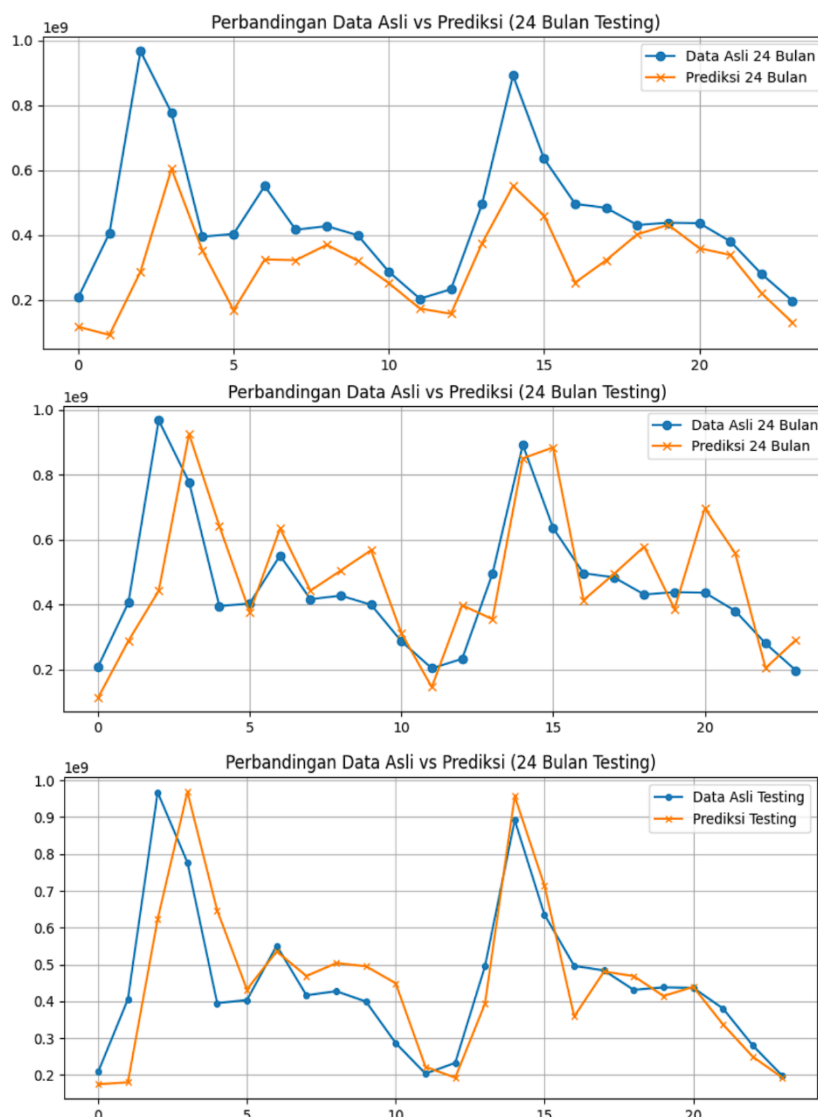 Perbandingan Data Asli vs Prediksi (24 Bulan Testing)
1e9
1.0
0.8
0.6
0.4
0.2
Data Asli 24 Bulan
Prediksi 24 Bulan
0 5 10 15 20
Perbandingan Data Asli vs Prediksi (24 Bulan Testing)
1e9
1.0
0.8
0.6
0.4
0.2
Data Asli 24 Bulan
Prediksi 24 Bulan
0 5 10 15 20
Perbandingan Data Asli vs Prediksi (24 Bulan Testing)
1e9
1.0
0.9
0.8
0.7
0.6
0.5
0.4
0.3
0.2
Data Asli Testing
Prediksi Testing
0 5 10 15 20